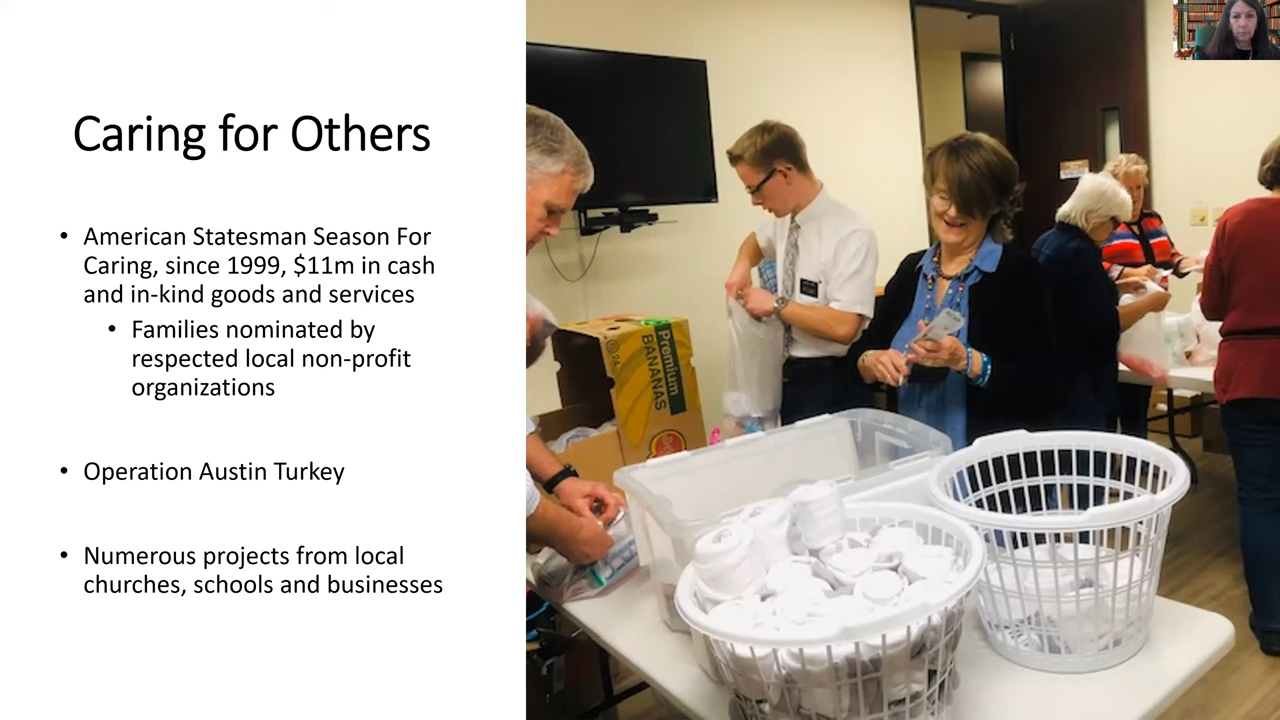 Caring for Others
• American Statesman Season For
Caring, since 1999, $11m in cash
and in-kind goods and services
• Families nominated by
respected local non-profit
organizations
• Operation Austin Turkey
• Numerous projects from local
churches, schools and businesses
Premium
BANANAS